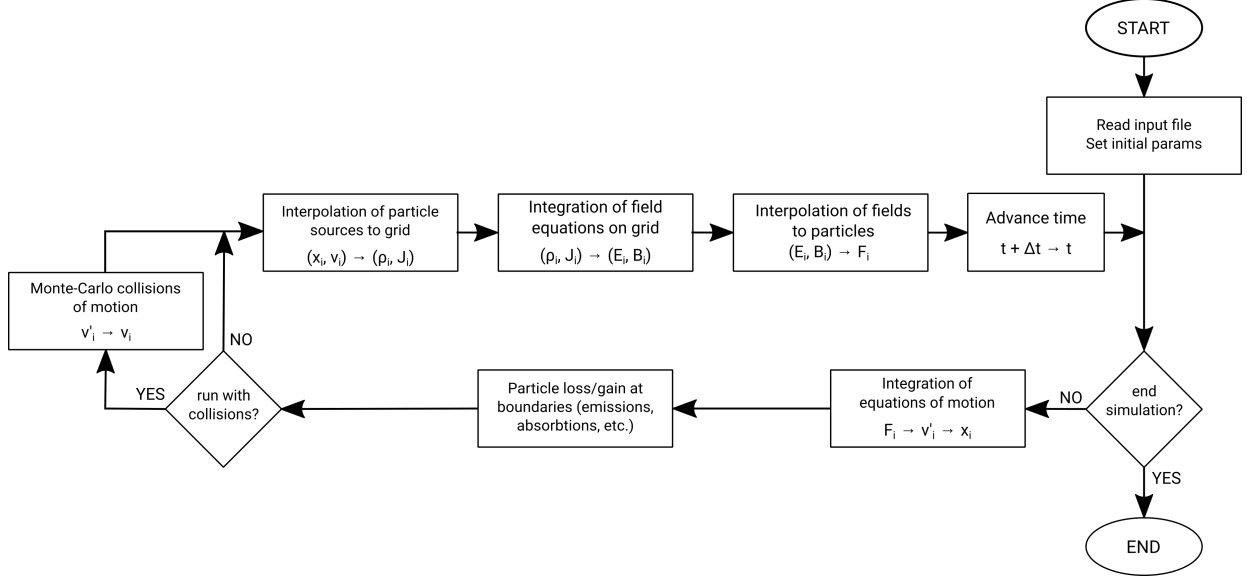 START
Read input file
Set initial params
Interpolation of particle
sources to grid
(xᵢ, vᵢ) → (ρᵢ, Jᵢ)
Integration of field
equations on grid
(ρᵢ, Jᵢ) → (Eᵢ, Bᵢ)
Interpolation of fields
to particles
(Eᵢ, Bᵢ) → Fᵢ
Advance time
t + Δt → t
Monte-Carlo collisions
of motion
v'ᵢ → vᵢ
NO
YES
run with
collisions?
Particle loss/gain at
boundaries (emissions,
absorbtions, etc.)
Integration of
equations of motion
Fᵢ → v'ᵢ → xᵢ
NO
end
simulation?
YES
END